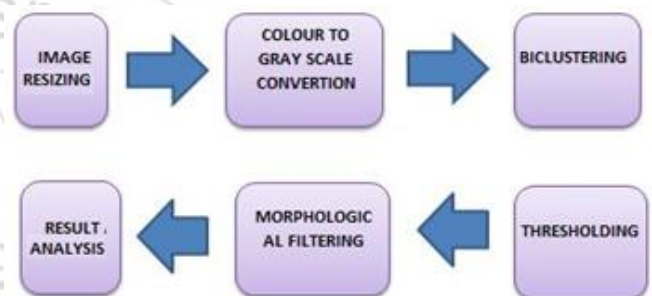 IMAGE
RESIZING
COLOUR TO
GRAY SCALE
CONVERTION
BICLUSTERING
THRESHOLDING
MORPHOLOGIC
AL FILTERING
RESULT
ANALYSIS